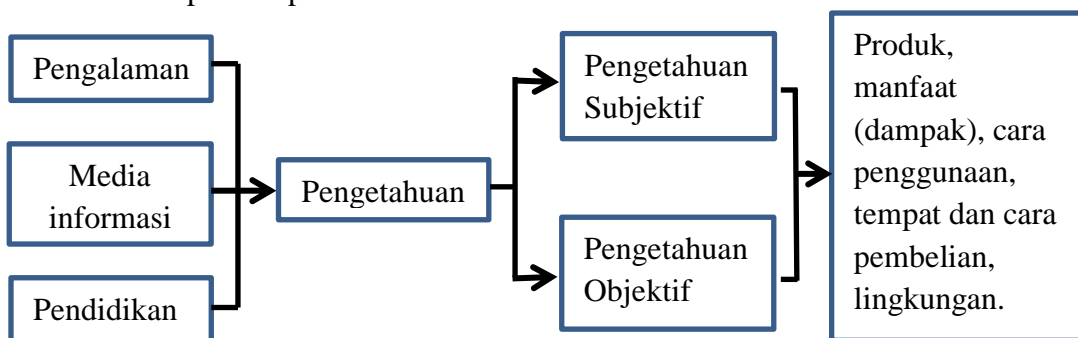 Pengalaman
Media
informasi
Pendidikan
Pengetahuan
Pengetahuan
Subjektif
Pengetahuan
Objektif
Produk,
manfaat
(dampak), cara
penggunaan,
tempat dan cara
pembelian,
lingkungan.